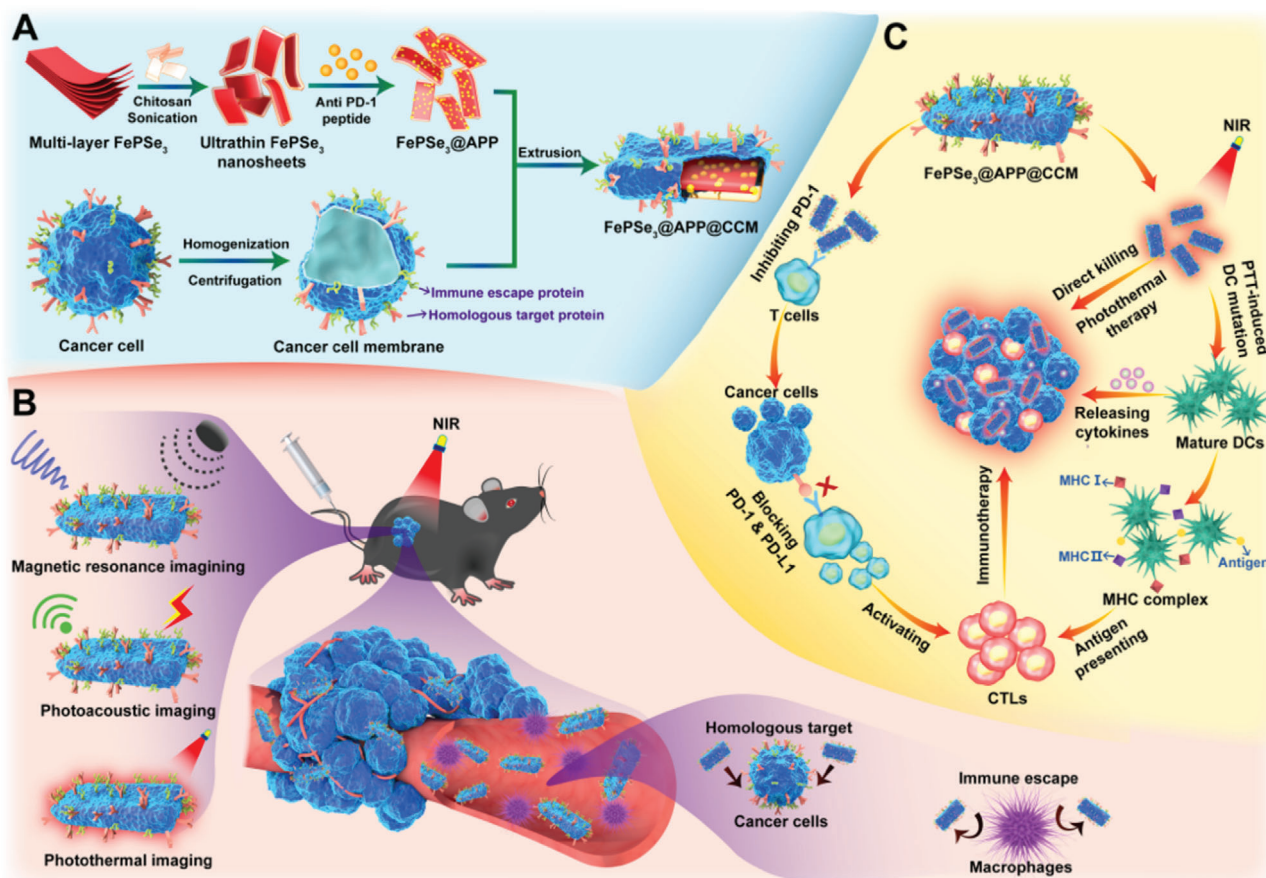 A
Chitosan
Sonication
Anti PD-1
peptide
Multi-layer FePSe₃
Ultrathin FePSe₃
nanosheets
FePSe₃@APP
Extrusion
FePSe₃@APP@CCM
Homogenization
Centrifugation
Immune escape protein
Homologous target protein
Cancer cell
Cancer cell membrane
B
NIR
Magnetic resonance imagining
Photoacoustic imaging
Photothermal imaging
Homologous target
Cancer cells
Immune escape
Macrophages
C
NIR
FePSe₃@APP@CCM
Inhibiting PD-1
T cells
Direct killing
Photothermal
therapy
PTT-induced
DC mutation
Cancer cells
Releasing
cytokines
Mature DCs
Blocking
PD-1 & PD-L1
MHC I
MHC II
Antigen
MHC complex
Immunotherapy
Activating
Antigen
presenting
CTLs